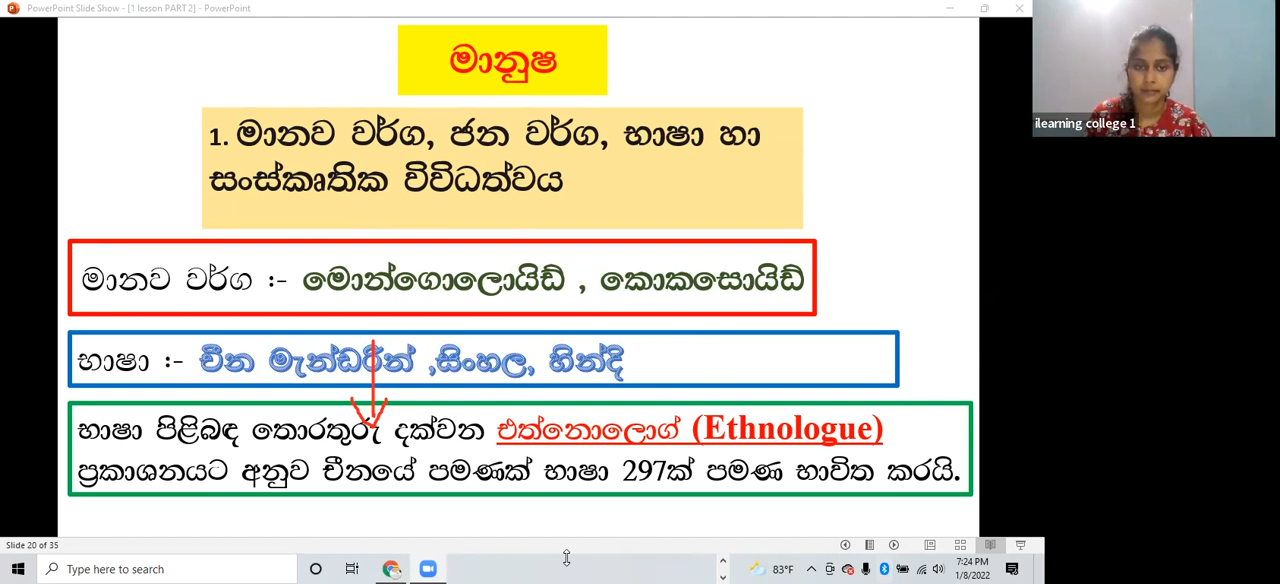 PowerPoint Slide Show - [1 lesson PART 2] - PowerPoint
මානුෂ
1. මානව වර්ග, ජන වර්ග, භාෂා හා
සංස්කෘතික විවිධත්වය
ilearning college 1
මානව වර්ග :- මොන්ගොලොයිඩ් , කොකසොයිඩ්
භාෂා :- චීන මැන්ඩරින් ,සිංහල, හින්දි
භාෂා පිළිබඳ තොරතුරු දක්වන එත්නොලොග් (Ethnologue)
ප්‍රකාශනයට අනුව චීනයේ පමණක් භාෂා 297ක් පමණ භාවිත කරයි.
Slide 20 of 35
Type here to search
83°F
7:24 PM
1/8/2022